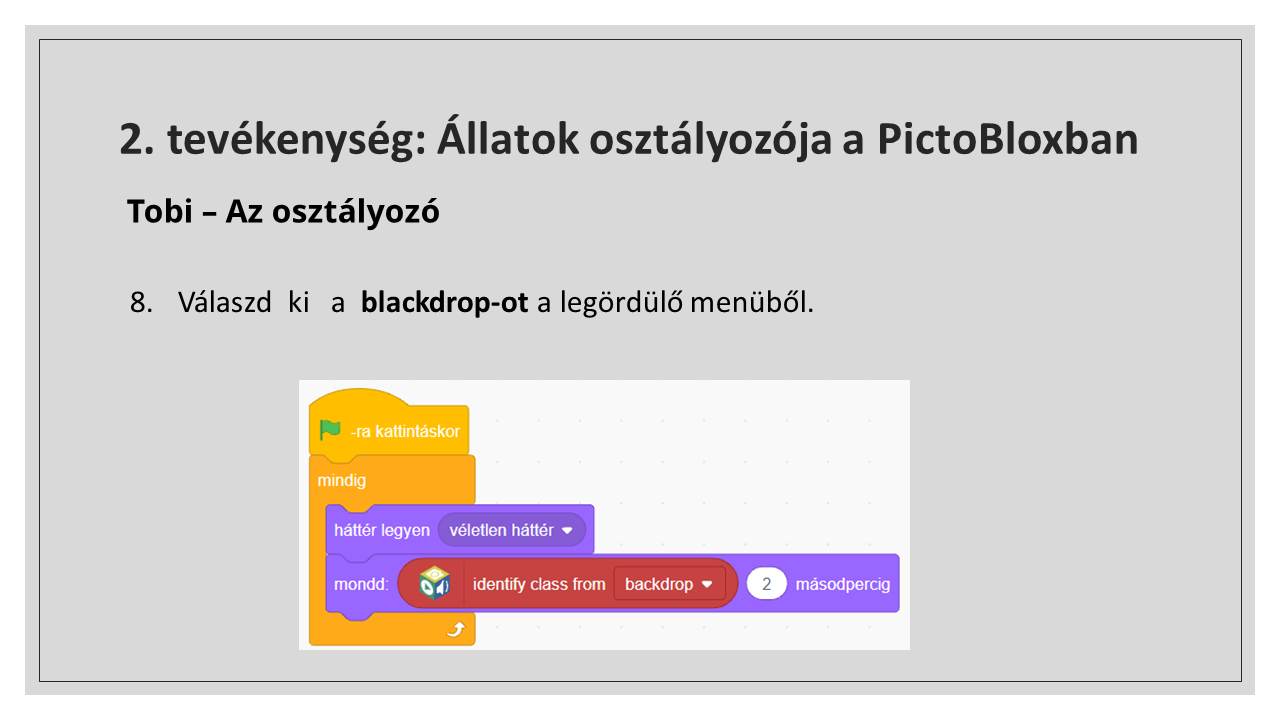 2. tevékenység: Állatok osztályozója a PictoBloxban
Tobi – Az osztályozó
8. Válaszd ki a blackdrop-ot a legördülő menüből.
-ra kattintáskor
mindig
háttér legyen véletlen háttér
mondd: identify class from backdrop 2 másodpercig